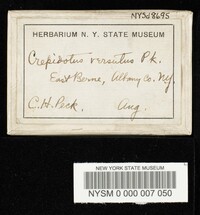 NYSd8695
HERBARIUM N. Y. STATE MUSEUM
Crepidotus versutus Pk.
East Berne, Albany Co. NY.
C.H. Peck. Aug.
NEW YORK STATE MUSEUM
NYSM 0 000 007 050